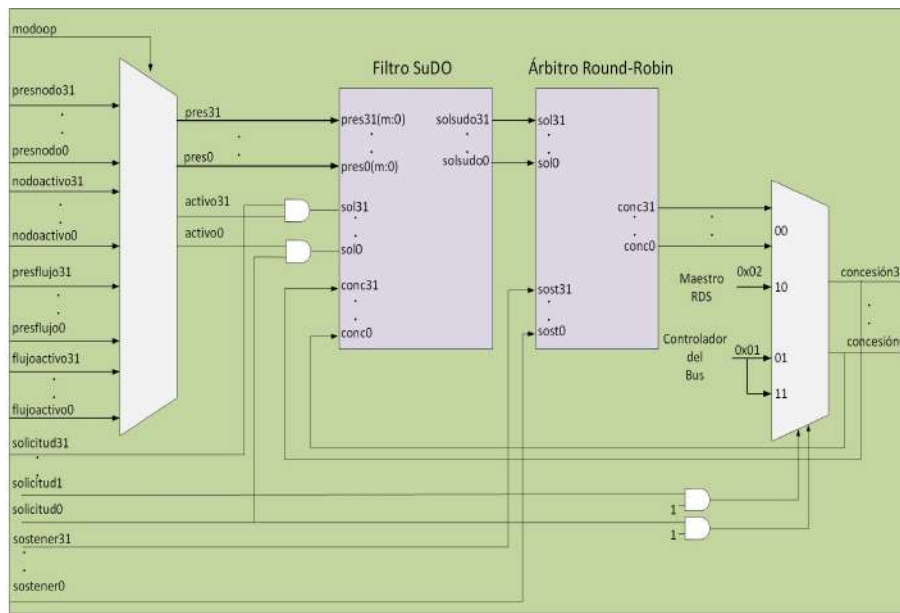 modoop
presnodo31
presnodo0
nodoactivo31
nodoactivo0
presflujo31
presflujo0
flujoactivo31
flujoactivo0
solicitud31
solicitud1
solicitud0
sostener31
sostener0
pres31
pres0
activo31
activo0
Filtro SuDO
pres31(m:0)
pres0(m:0)
sol31
sol0
conc31
conc0
solsudo31
solsudo0
Árbitro Round-Robin
sol31
sol0
conc31
conc0
sost31
sost0
Maestro
RDS
0x02
Controlador
del
Bus
0x01
00
10
01
11
concesión3
concesión
1
1